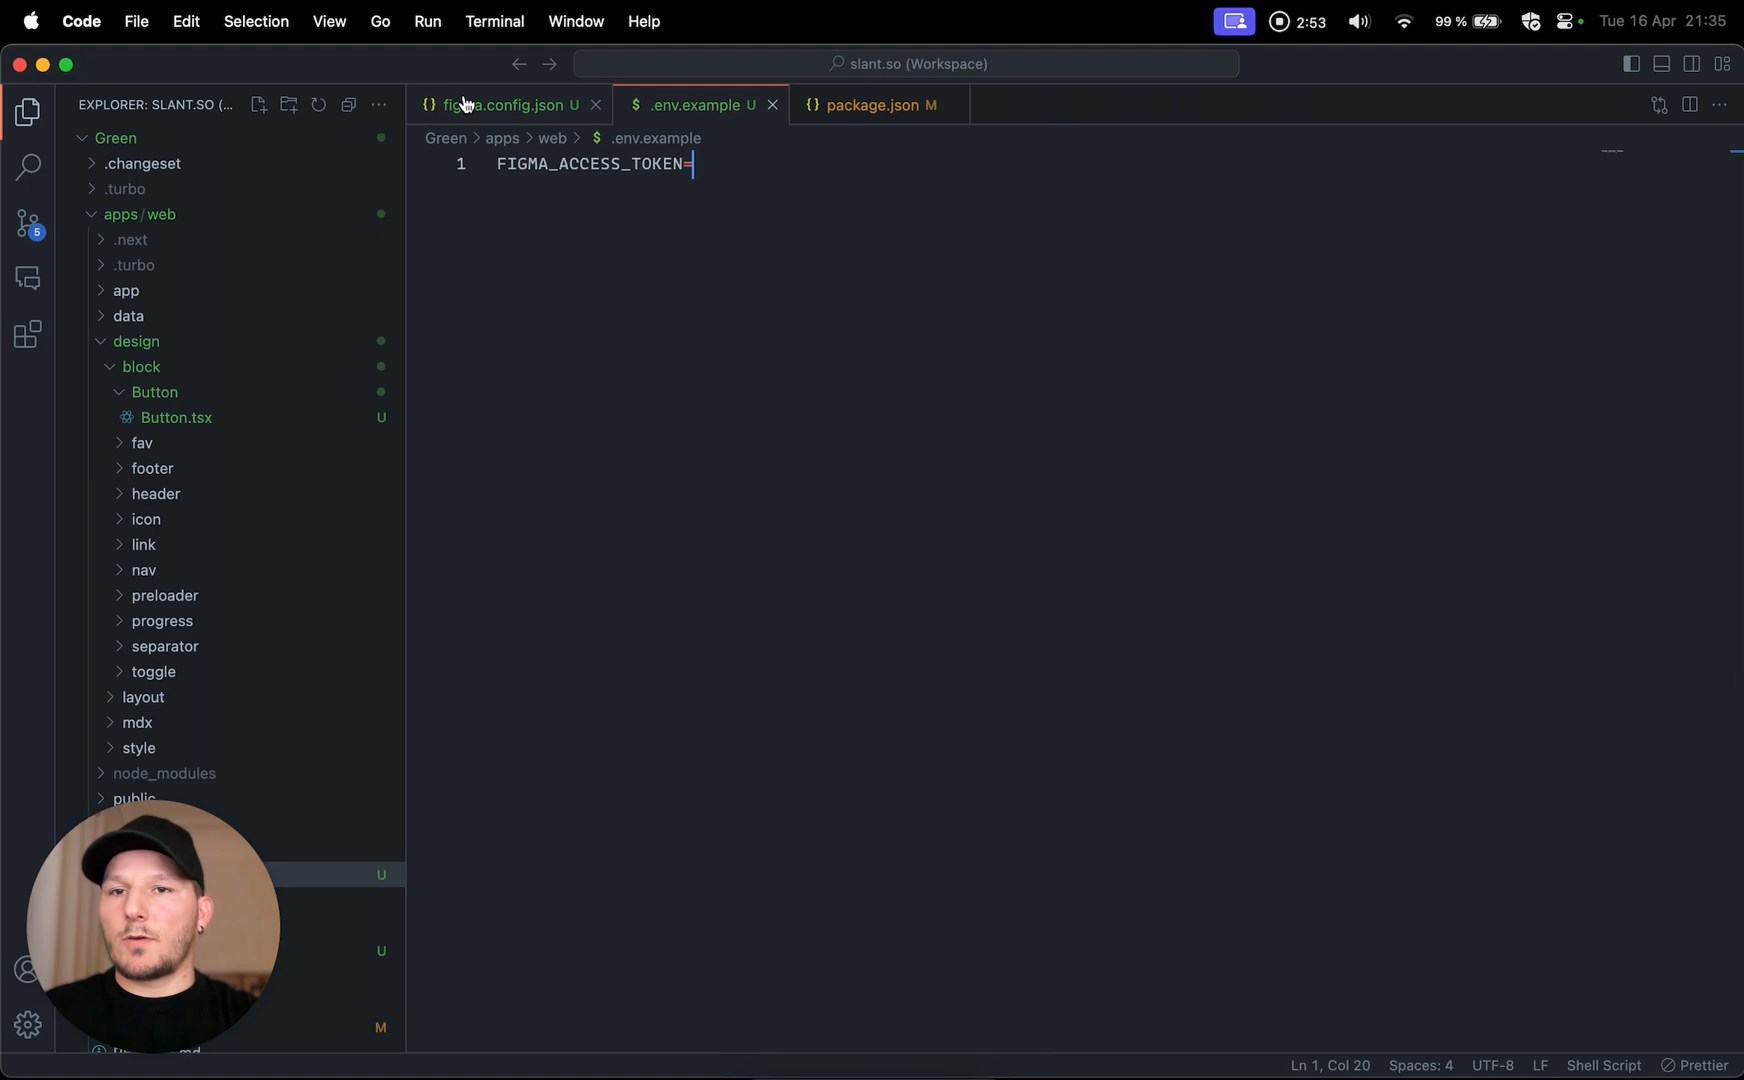 Code File Edit Selection View Go Run Terminal Window Help 2:53 99 % Tue 16 Apr 21:35
slant.so (Workspace)
EXPLORER: SLANT.SO (... {} figma.config.json U $ .env.example U {} package.json M
Green > apps > web > $ .env.example
1 FIGMA_ACCESS_TOKEN=
Green
.changeset
.turbo
apps/web
.next
.turbo
app
data
design
block
Button
Button.tsx U
fav
footer
header
icon
link
nav
preloader
progress
separator
toggle
layout
mdx
style
node_modules
public
U
U
M
5
Ln 1, Col 20 Spaces: 4 UTF-8 LF Shell Script Prettier